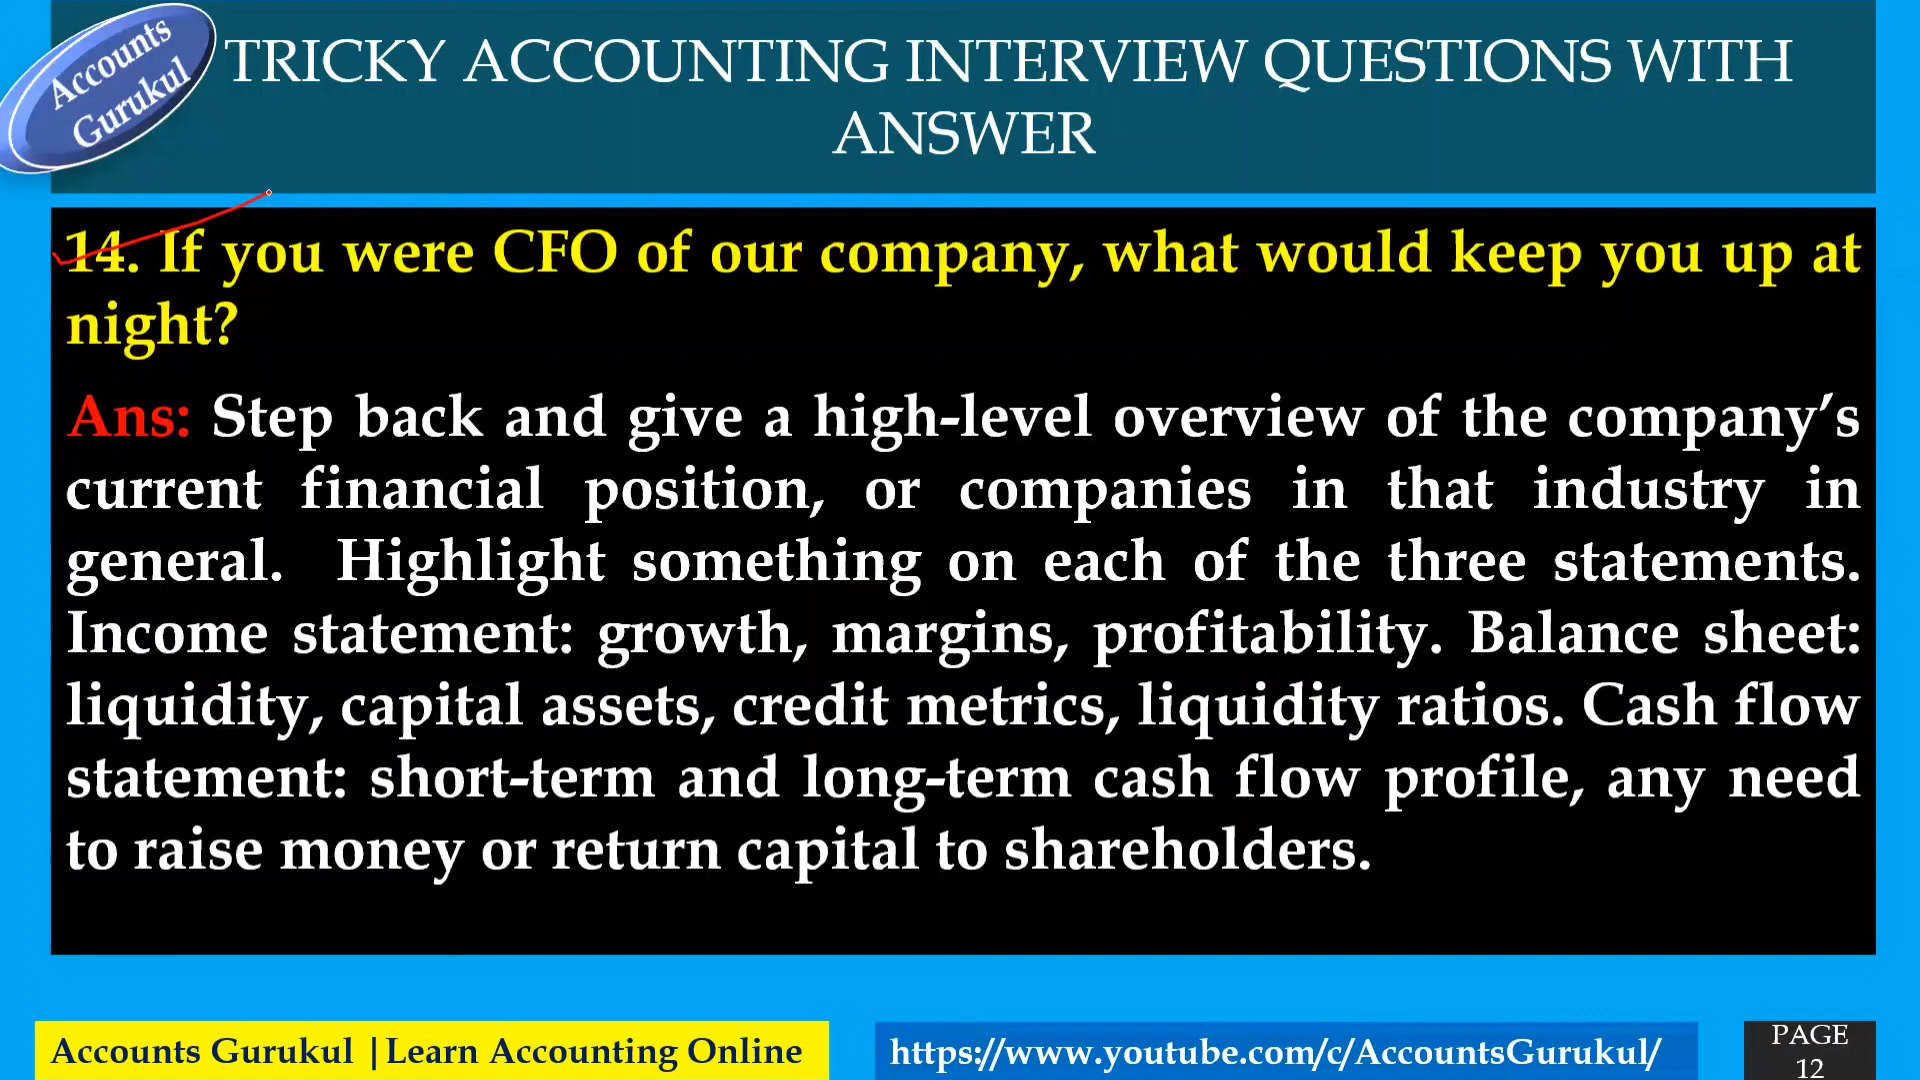 Accounts
Gurukul
TRICKY ACCOUNTING INTERVIEW QUESTIONS WITH
ANSWER
14. If you were CFO of our company, what would keep you up at
night?
Ans: Step back and give a high-level overview of the company’s
current financial position, or companies in that industry in
general. Highlight something on each of the three statements.
Income statement: growth, margins, profitability. Balance sheet:
liquidity, capital assets, credit metrics, liquidity ratios. Cash flow
statement: short-term and long-term cash flow profile, any need
to raise money or return capital to shareholders.
Accounts Gurukul |Learn Accounting Online
https://www.youtube.com/c/AccountsGurukul/
PAGE
12